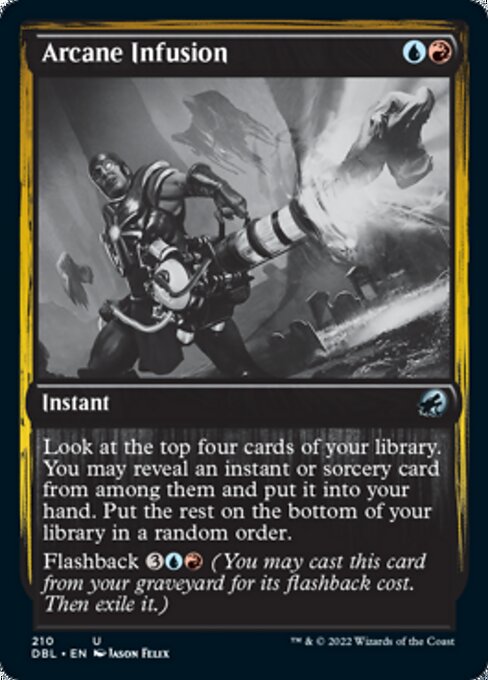 Arcane Infusion
Instant
Look at the top four cards of your library.
You may reveal an instant or sorcery card
from among them and put it into your
hand. Put the rest on the bottom of your
library in a random order.
Flashback 3 (You may cast this card
from your graveyard for its flashback cost.
Then exile it.)
210 U
DBL • EN Jason Felix
™ & © 2022 Wizards of the Coast